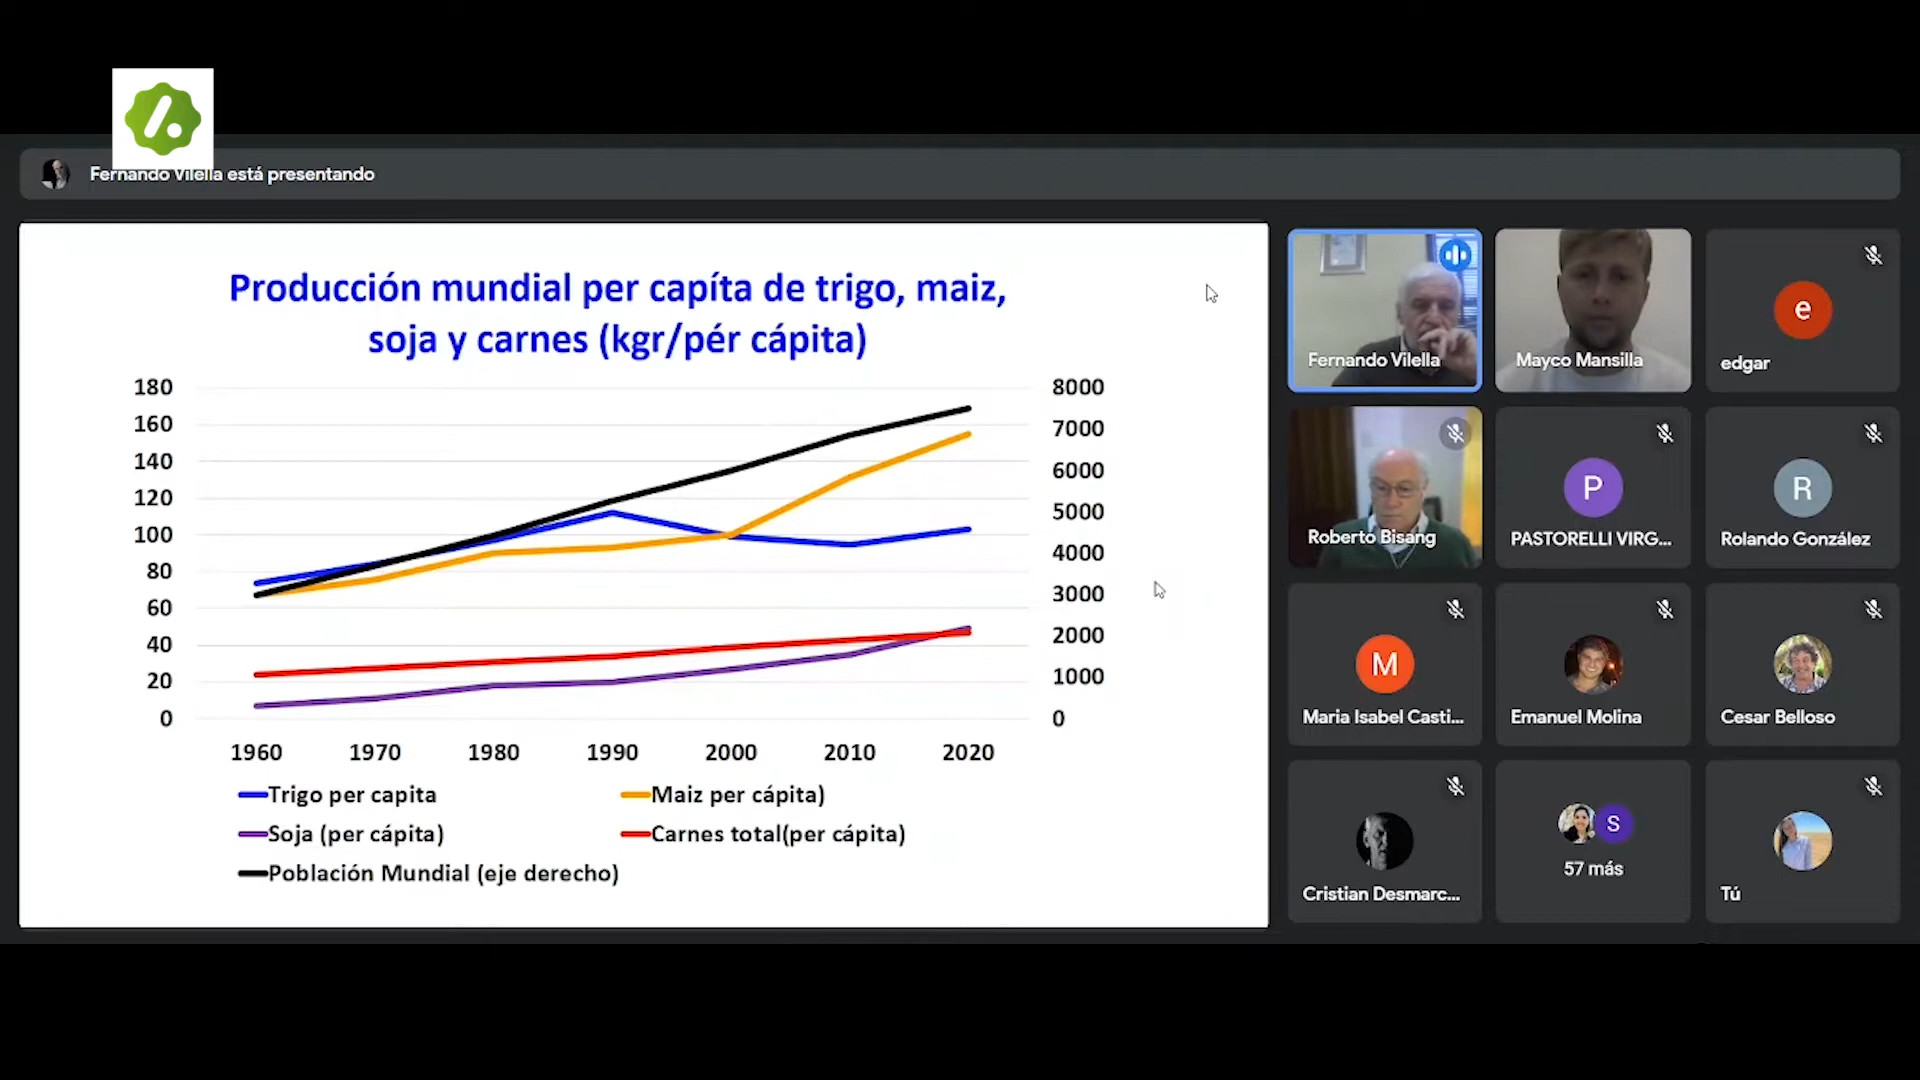 Fernando Vilella está presentando
Producción mundial per capíta de trigo, maiz,
soja y carnes (kgr/pér cápita)
180
160
140
120
100
80
60
40
20
0
8000
7000
6000
5000
4000
3000
2000
1000
0
1960 1970 1980 1990 2000 2010 2020
Trigo per capita
Maiz per cápita)
Soja (per cápita)
Carnes total(per cápita)
Población Mundial (eje derecho)
Fernando Vilella
Mayco Mansilla
e
edgar
Roberto Bisang
P
PASTORELLI VIRG...
R
Rolando González
M
Maria Isabel Casti...
Emanuel Molina
Cesar Belloso
Cristian Desmarc...
S
57 más
Tú